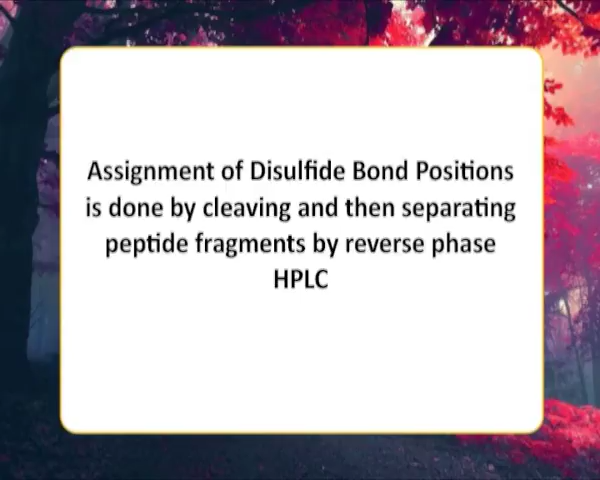 Assignment of Disulfide Bond Positions
is done by cleaving and then separating
peptide fragments by reverse phase
HPLC